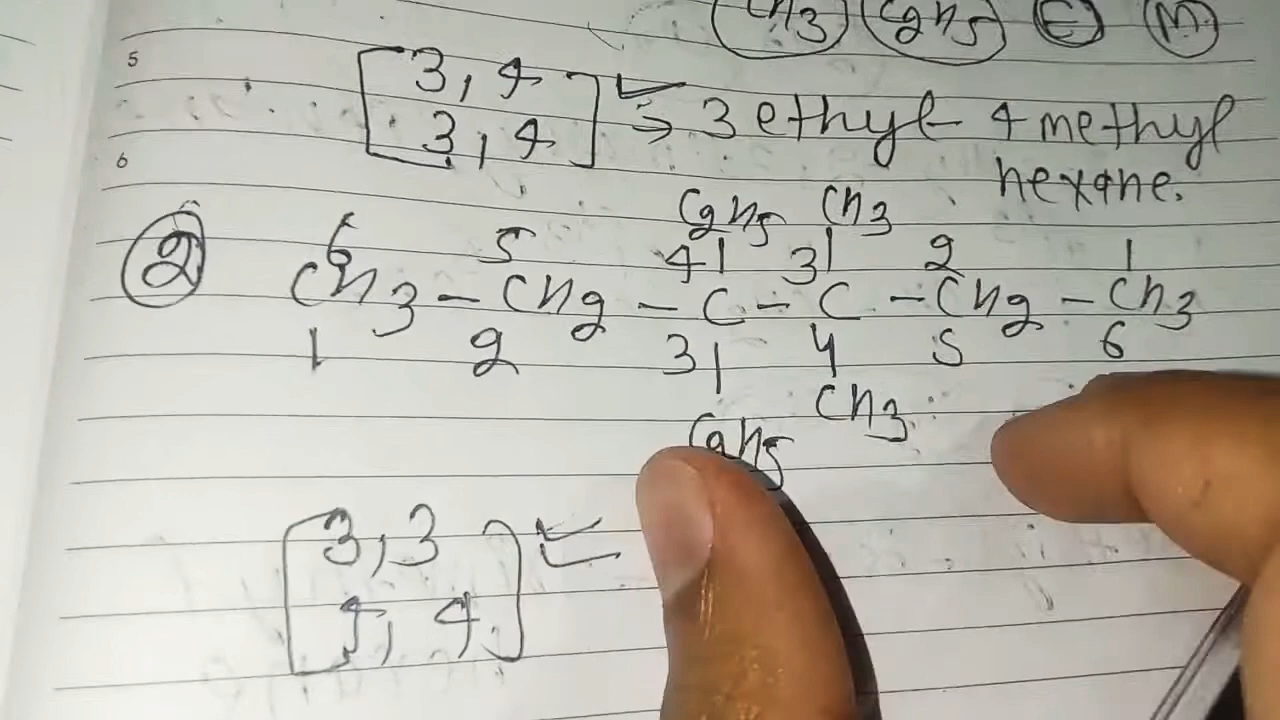 CH3 C2H5 E M
5
3, 4
3, 4 ⇒ 3 ethyl- 4 methyl
hexane.
6
C2H5 CH3
2 6 5 4 3 2 1
CH3 - CH2 - C - C - CH2 - CH3
1 2 3 4 5 6
CH3
C2H5
3, 3
4, 4